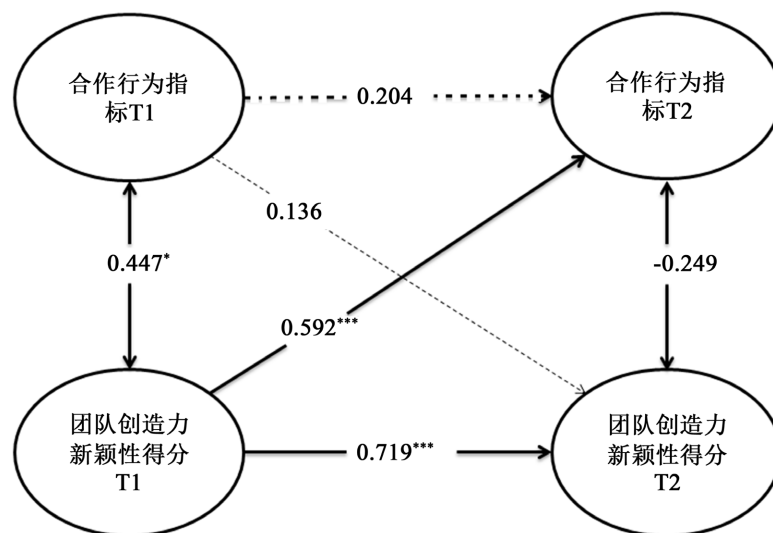 合作行为指
标T1
合作行为指
标T2
0.204
0.136
0.447*
-0.249
0.592***
团队创造力
新颖性得分
T1
团队创造力
新颖性得分
T2
0.719***